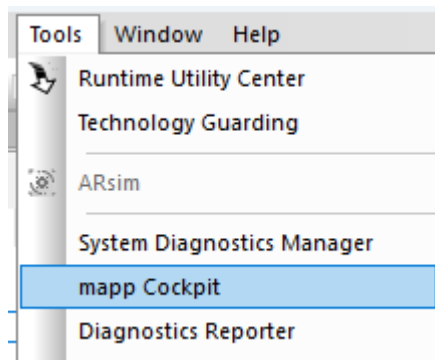 Tools Window Help
Runtime Utility Center
Technology Guarding
ARsim
System Diagnostics Manager
mapp Cockpit
Diagnostics Reporter